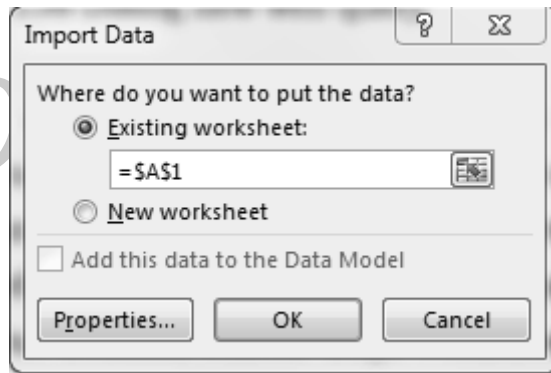 Import Data
Where do you want to put the data?
Existing worksheet:
=$A$1
New worksheet
Add this data to the Data Model
Properties... OK Cancel